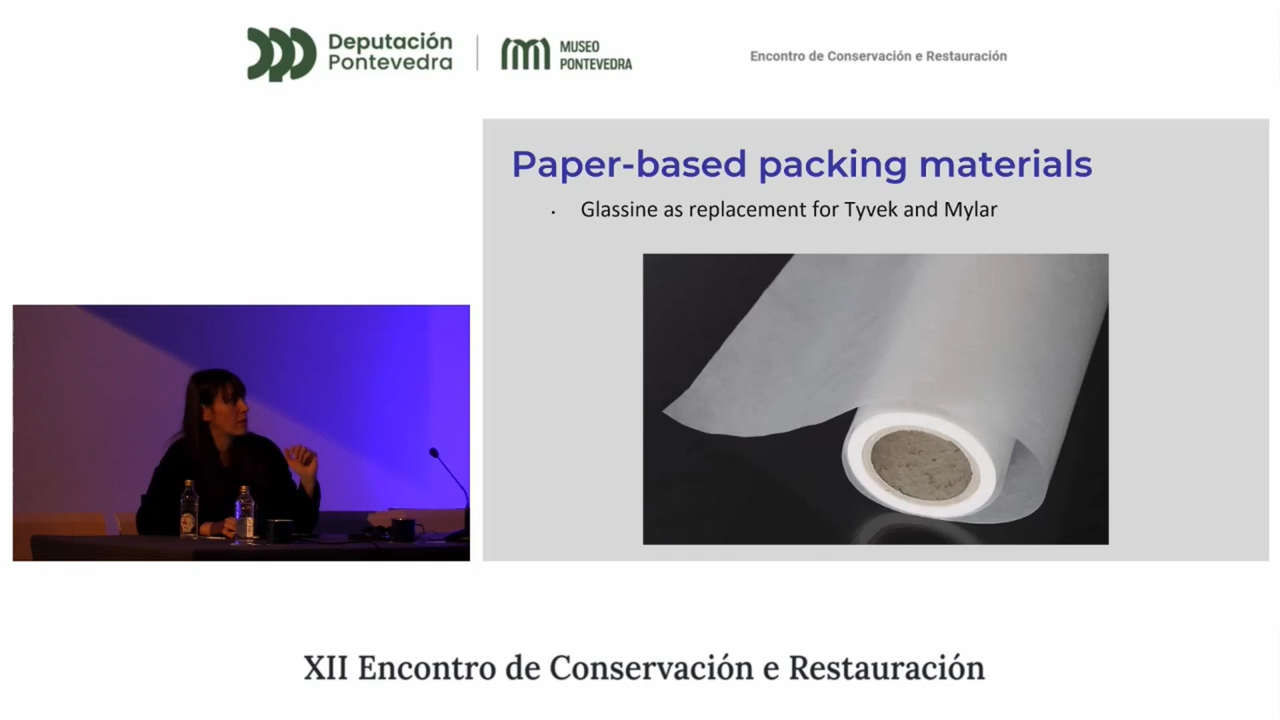 Deputación
Pontevedra
MUSEO
PONTEVEDRA
Encontro de Conservación e Restauración
Paper-based packing materials
· Glassine as replacement for Tyvek and Mylar
XII Encontro de Conservación e Restauración